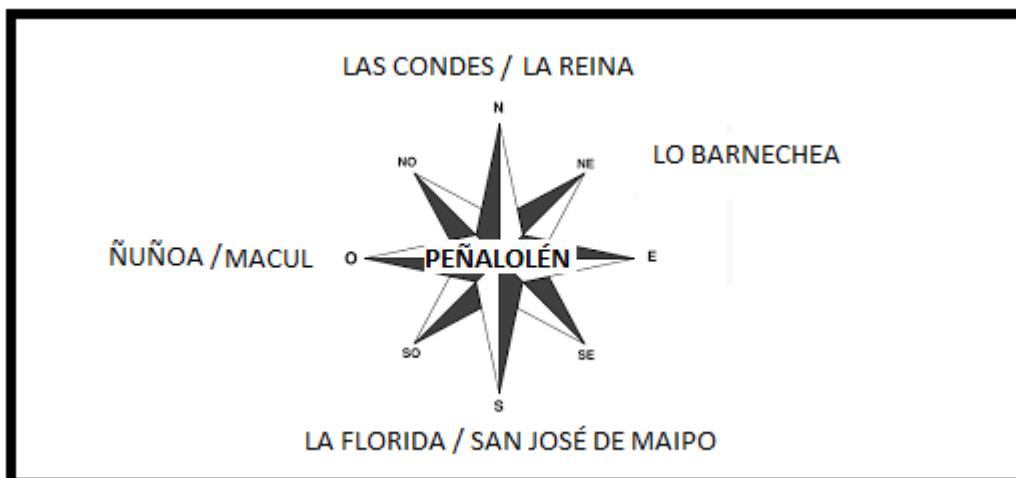 LAS CONDES / LA REINA
N
NO
NE
LO BARNECHEA
ÑUÑOA / MACUL
O
PEÑALOLÉN
E
SO
SE
S
LA FLORIDA / SAN JOSÉ DE MAIPO